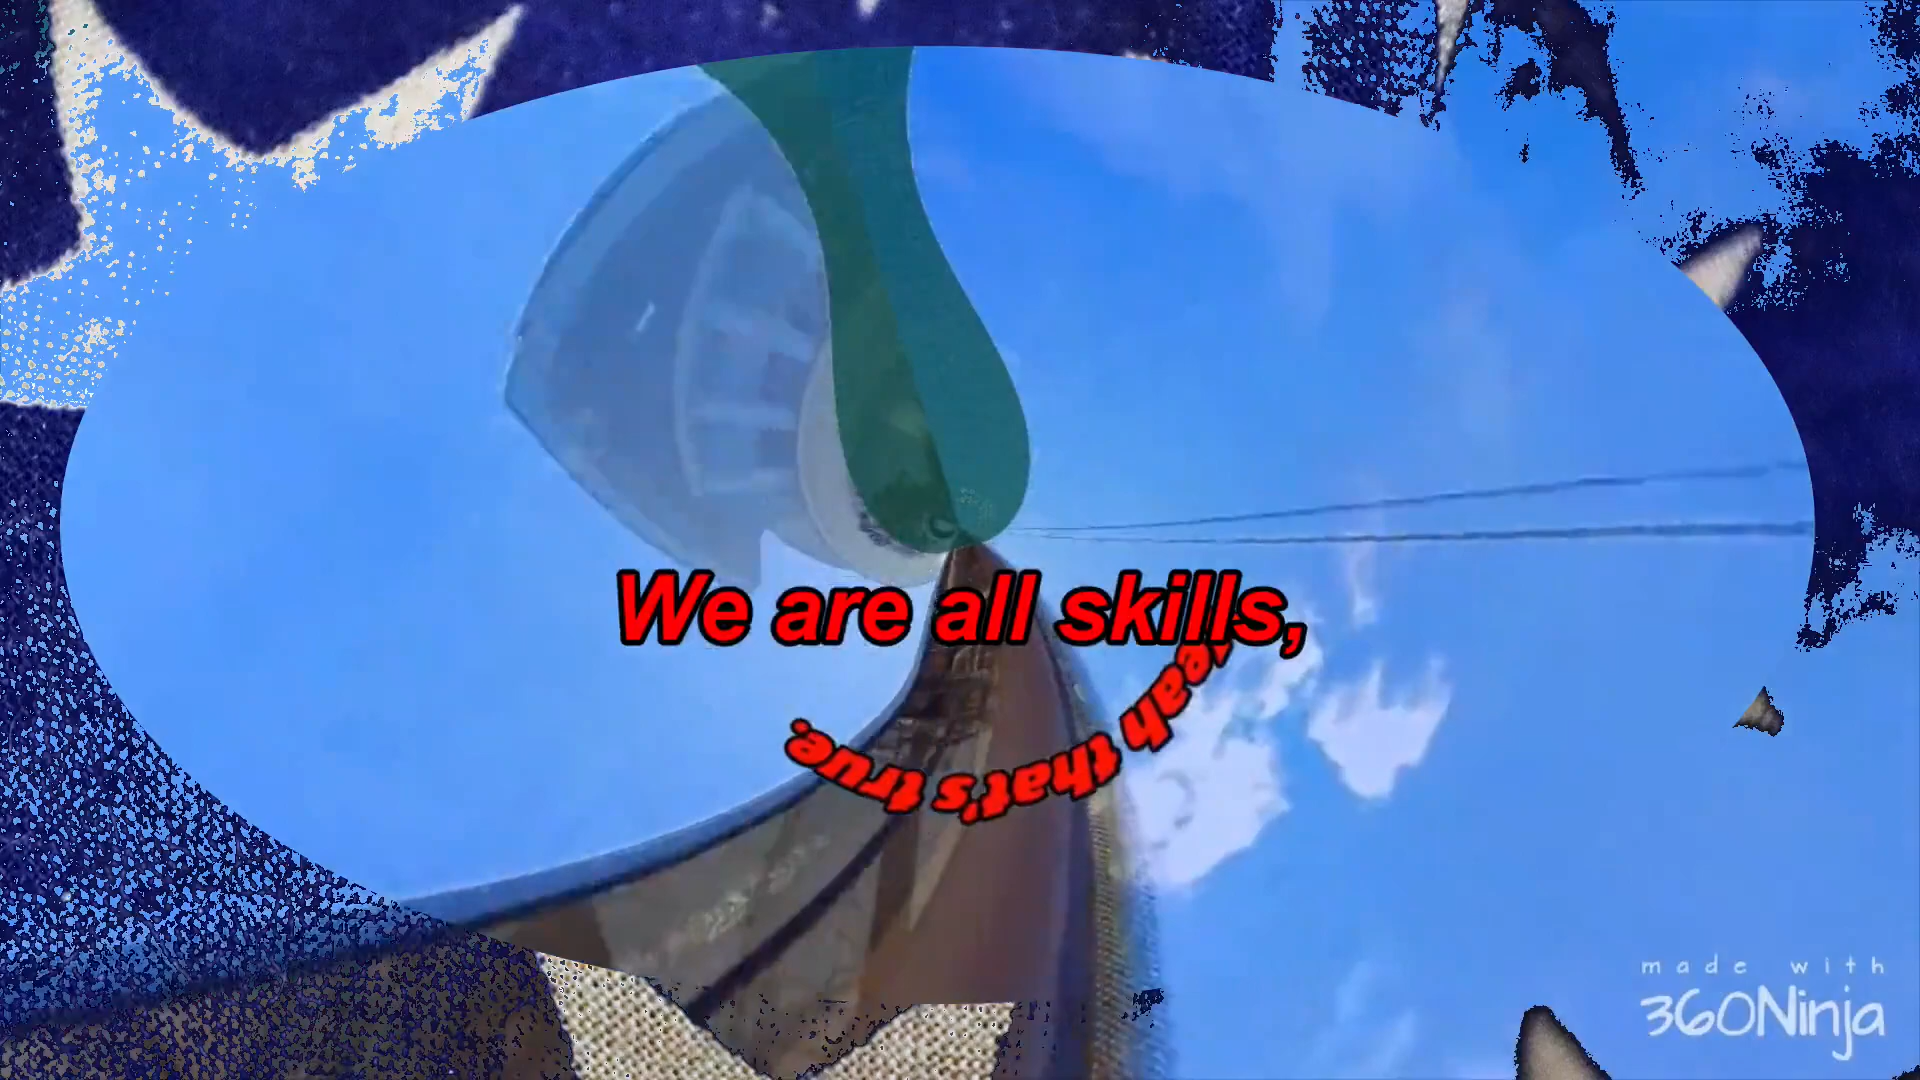 We are all skills,
yeah that's true.
made with
360Ninja